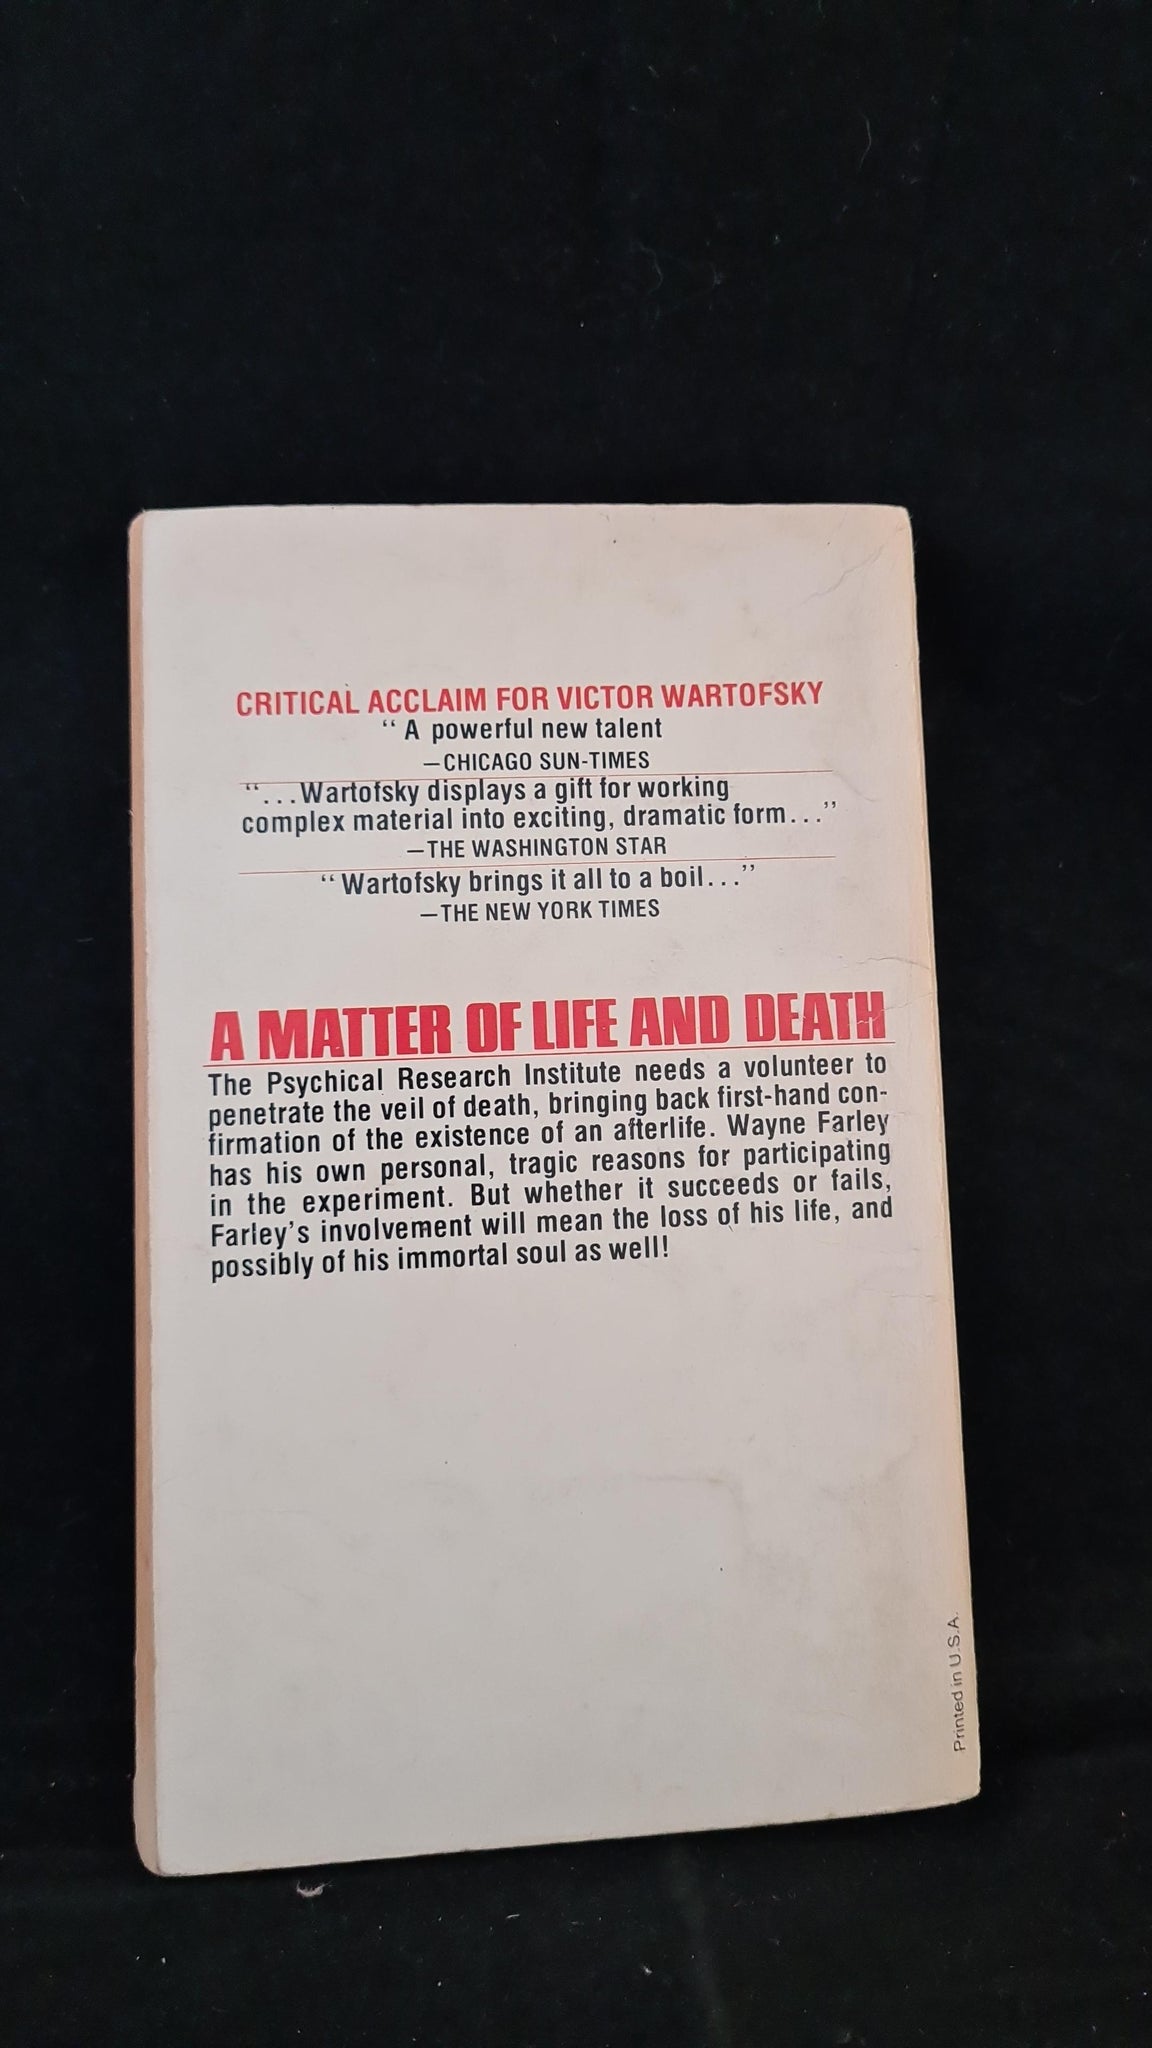 CRITICAL ACCLAIM FOR VICTOR WARTOFSKY
“A powerful new talent
—CHICAGO SUN-TIMES
“...Wartofsky displays a gift for working
complex material into exciting, dramatic form...”
—THE WASHINGTON STAR
“Wartofsky brings it all to a boil...”
—THE NEW YORK TIMES
A MATTER OF LIFE AND DEATH
The Psychical Research Institute needs a volunteer to
penetrate the veil of death, bringing back first-hand con-
firmation of the existence of an afterlife. Wayne Farley
has his own personal, tragic reasons for participating
in the experiment. But whether it succeeds or fails,
Farley's involvement will mean the loss of his life, and
possibly of his immortal soul as well!
Printed in U.S.A.